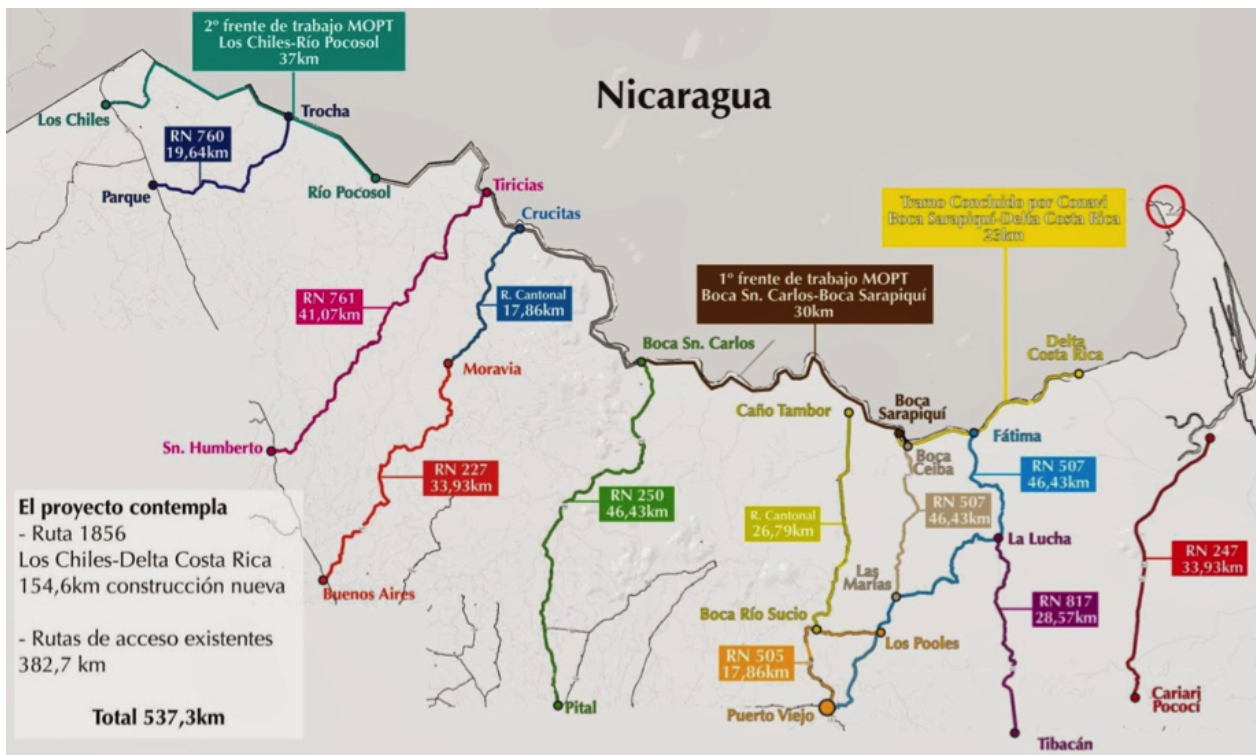 2º frente de trabajo MOPT
Los Chiles-Río Pocosol
37km
Nicaragua
Los Chiles
Trocha
RN 760
19,64km
Parque
Río Pocosol
Tiricias
Crucitas
Tramo Concluido por Conavi
Boca Sarapiquí-Delta Costa Rica
23km
RN 761
41,07km
R. Cantonal
17,86km
1º frente de trabajo MOPT
Boca Sn. Carlos-Boca Sarapiquí
30km
Boca Sn. Carlos
Delta
Costa Rica
Moravia
Caño Tambor
Boca
Sarapiquí
Fátima
Sn. Humberto
Boca
Ceiba
RN 227
33,93km
RN 507
46,43km
RN 250
46,43km
R. Cantonal
26,79km
RN 507
46,43km
La Lucha
RN 247
33,93km
El proyecto contempla
- Ruta 1856
Los Chiles-Delta Costa Rica
154,6km construcción nueva
- Rutas de acceso existentes
382,7 km
Total 537,3km
Buenos Aires
Las
Marías
RN 817
28,57km
Boca Río Sucio
Los Pooles
RN 505
17,86km
Pital
Puerto Viejo
Cariari
Pococí
Tibacán